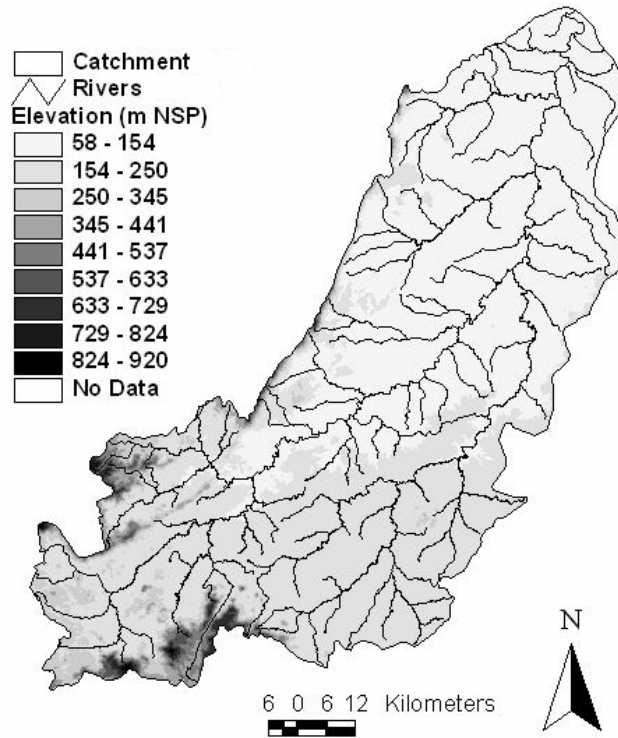 Catchment
Rivers
Elevation (m NSP)
58 - 154
154 - 250
250 - 345
345 - 441
441 - 537
537 - 633
633 - 729
729 - 824
824 - 920
No Data
N
6 0 6 12 Kilometers